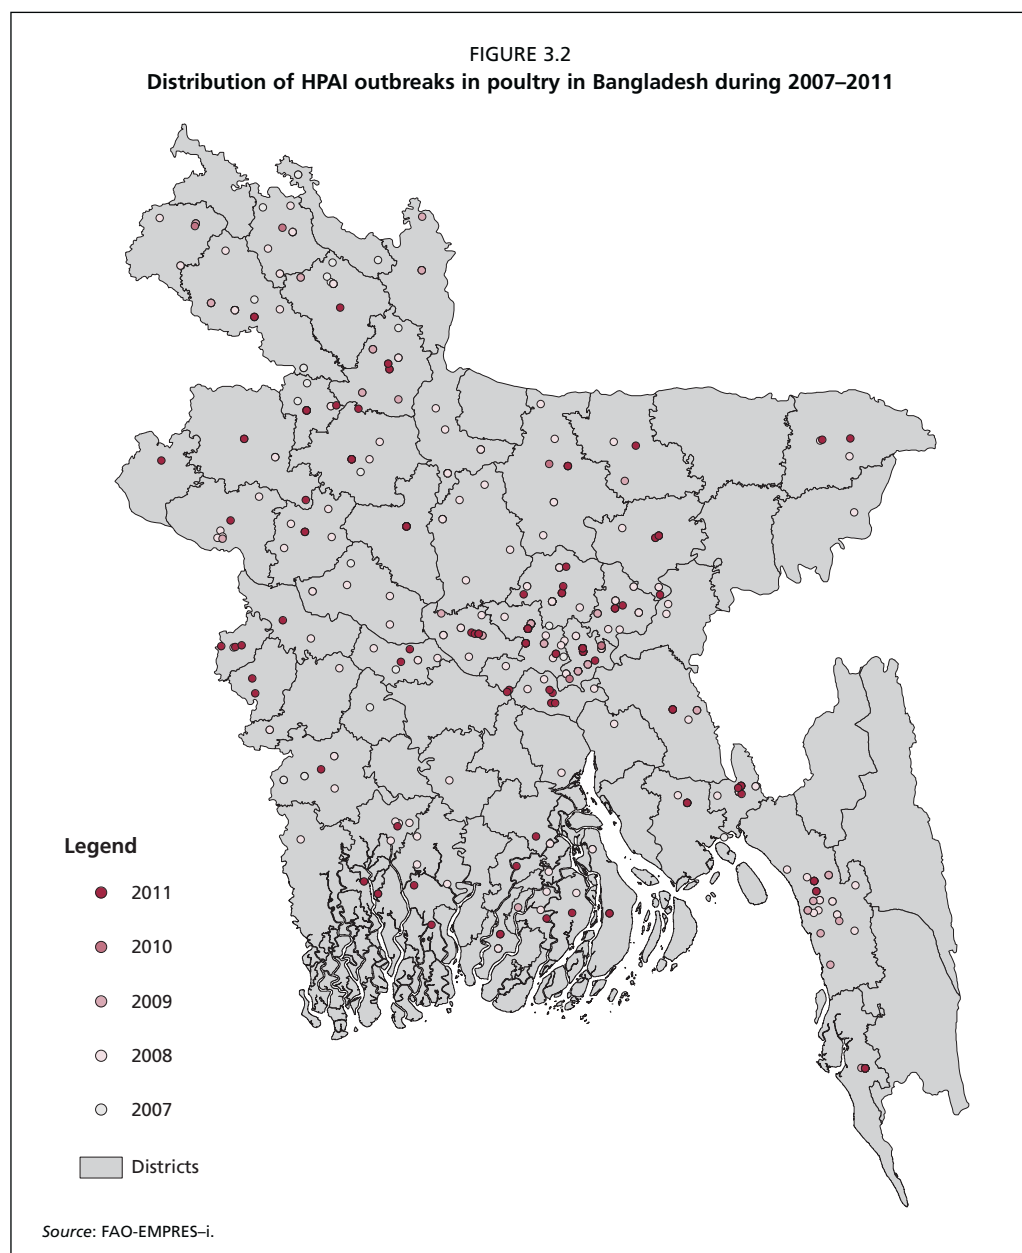 FIGURE 3.2
Distribution of HPAI outbreaks in poultry in Bangladesh during 2007–2011
Legend
2011
2010
2009
2008
2007
Districts
Source: FAO-EMPRES–i.